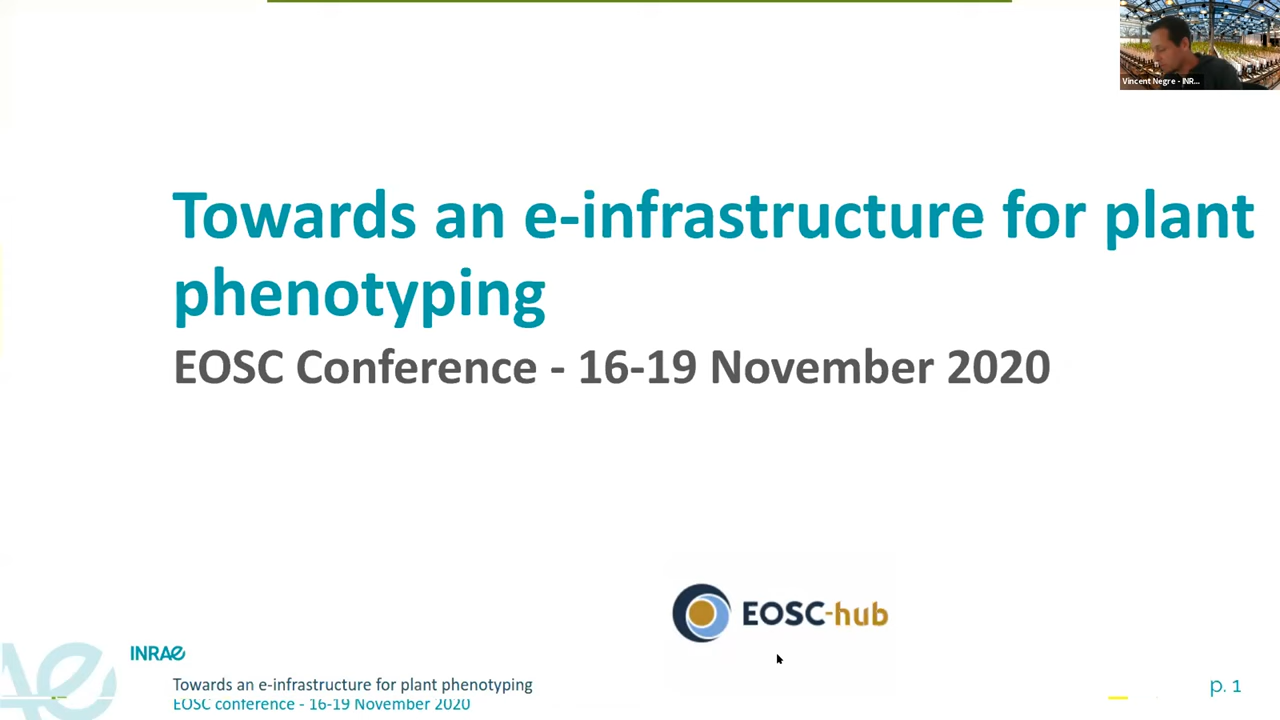 Vincent Negre - INR...
Towards an e-infrastructure for plant
phenotyping
EOSC Conference - 16-19 November 2020
EOSC-hub
INRAE
Towards an e-infrastructure for plant phenotyping
EOSC conference - 16-19 November 2020
p. 1